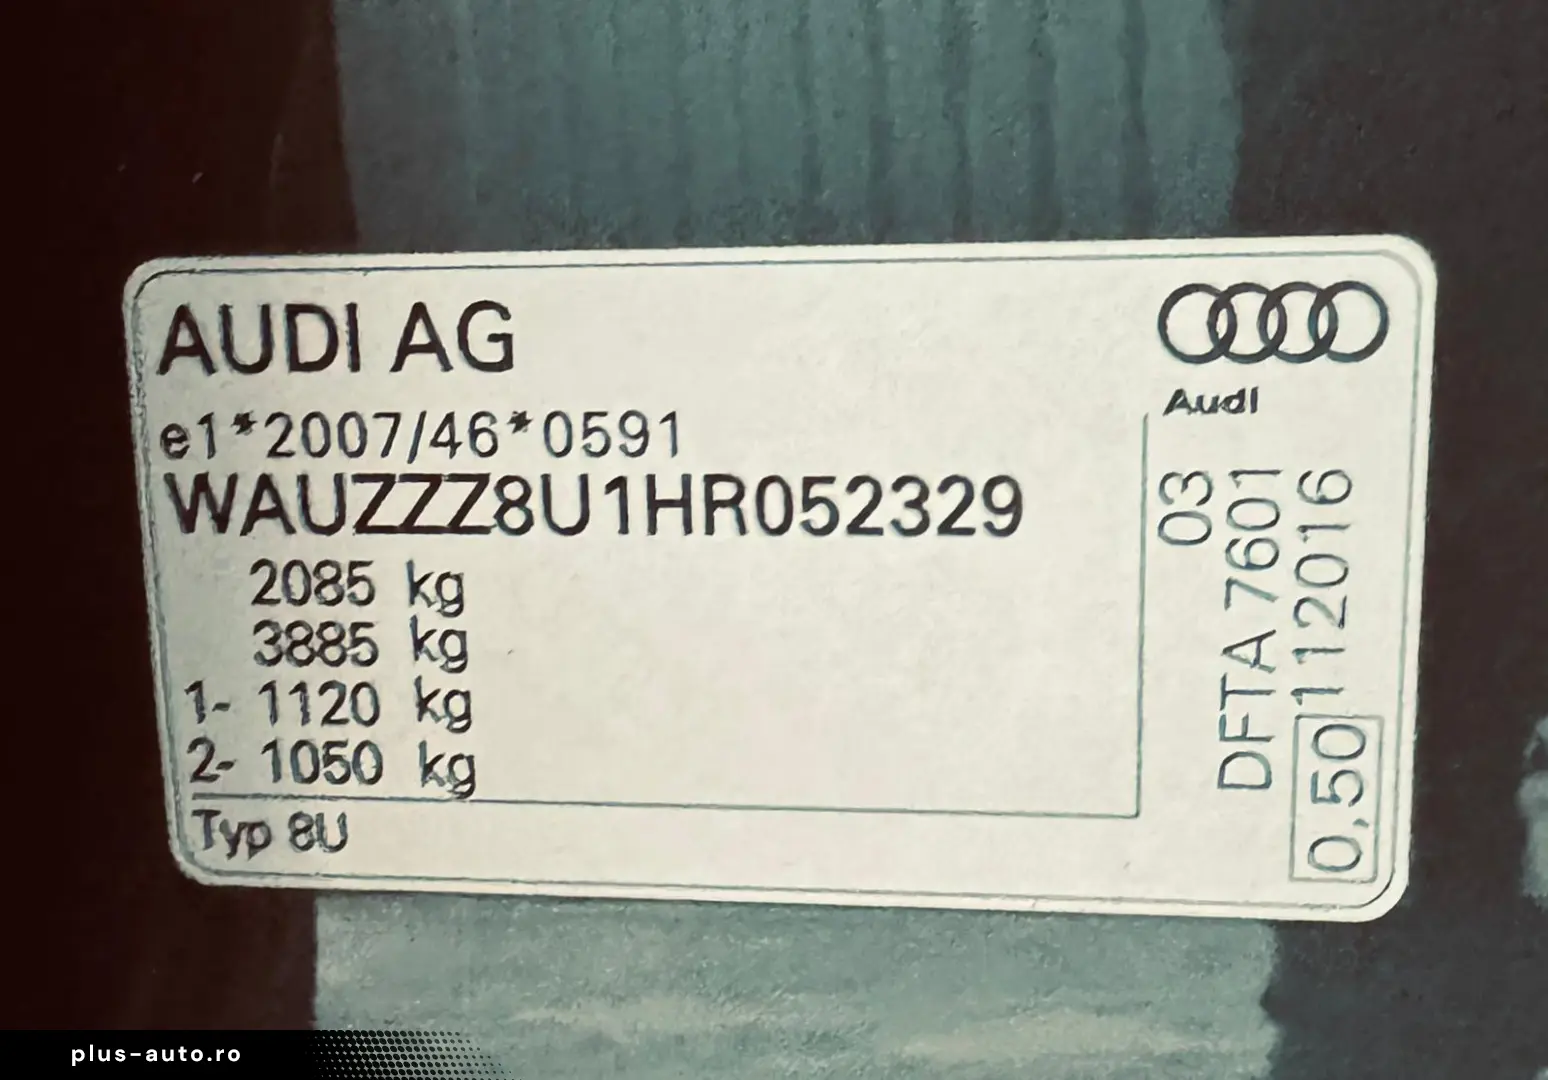 AUDI AG
e1*2007/46*0591
WAUZZZ8U1HR052329
2085 kg
3885 kg
1- 1120 kg
2- 1050 kg
Typ 8U
Audi
03
DFTA 7601
0,50 112016
plus-auto.ro